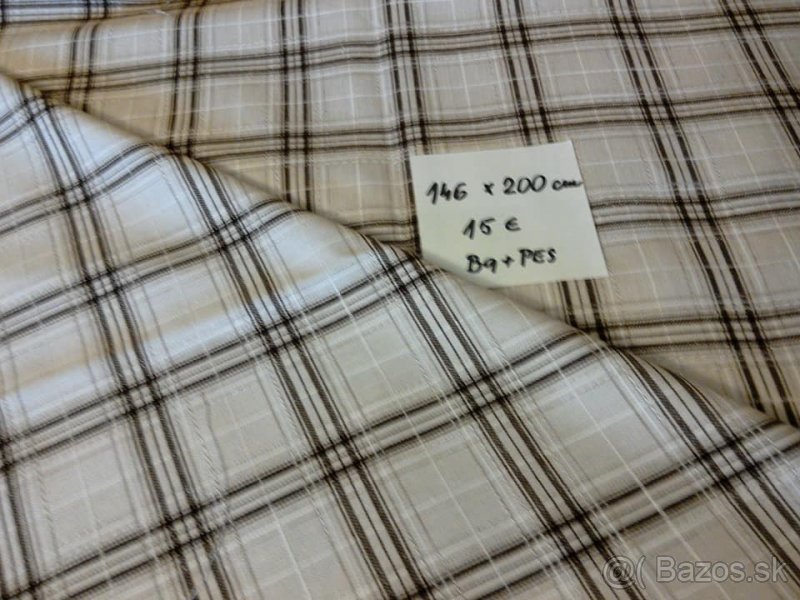 146 x 200 cm
15 €
Ba + PES
@( Bazos.sk